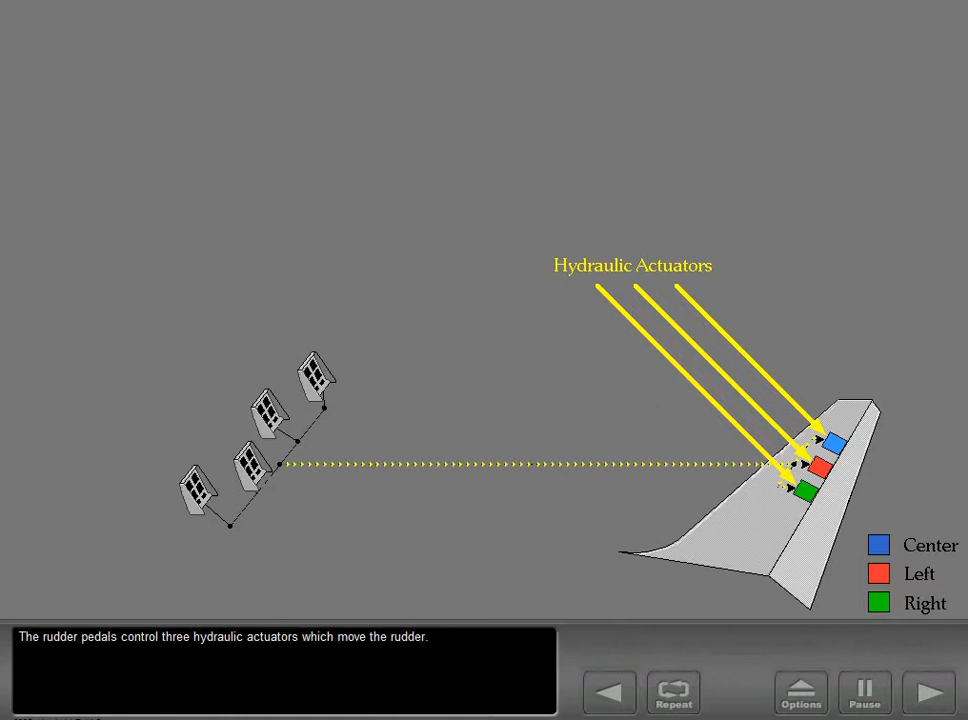 Hydraulic Actuators
Center
Left
Right
The rudder pedals control three hydraulic actuators which move the rudder.
Repeat
Options
Pause